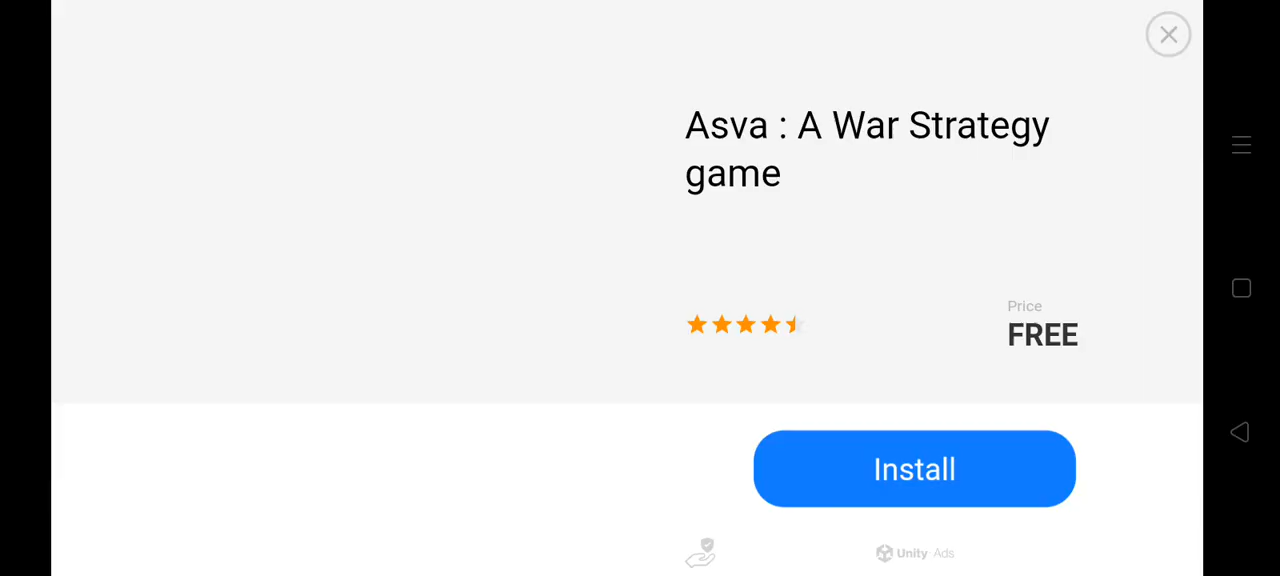 Asva : A War Strategy
game
Price
FREE
Install
Unity Ads